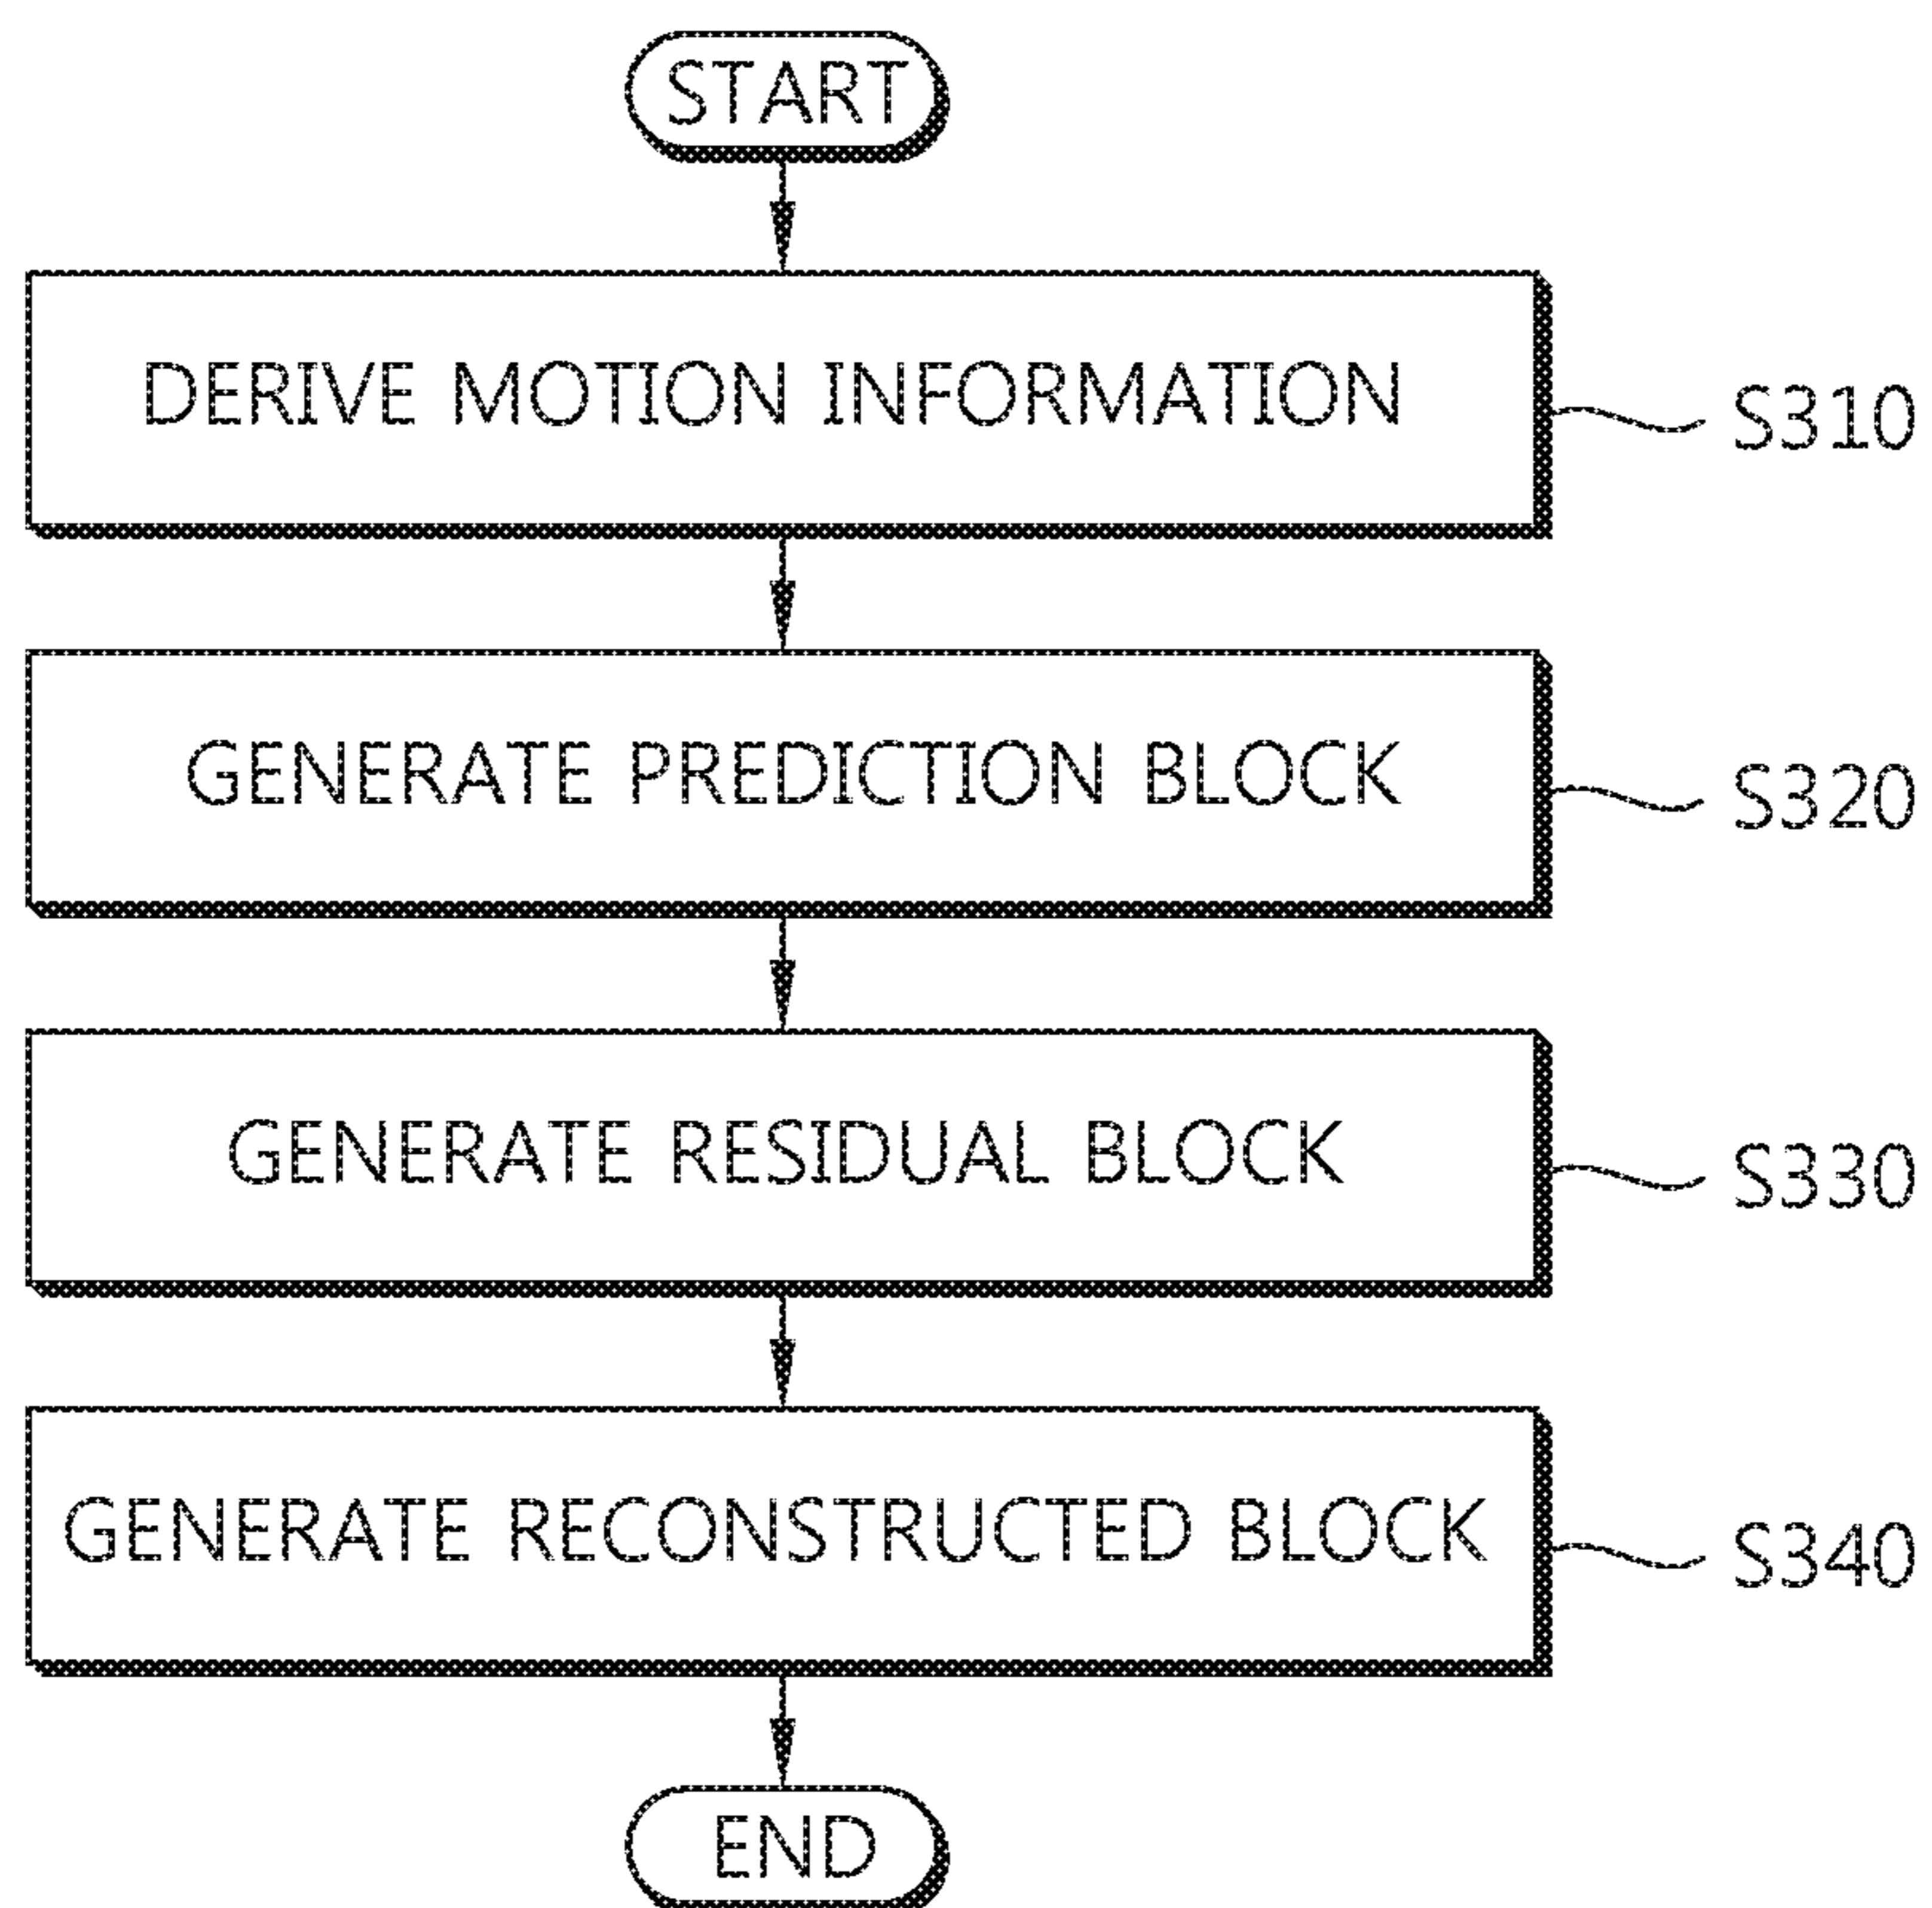 START
DERIVE MOTION INFORMATION
S310
GENERATE PREDICTION BLOCK
S320
GENERATE RESIDUAL BLOCK
S330
GENERATE RECONSTRUCTED BLOCK
S340
END